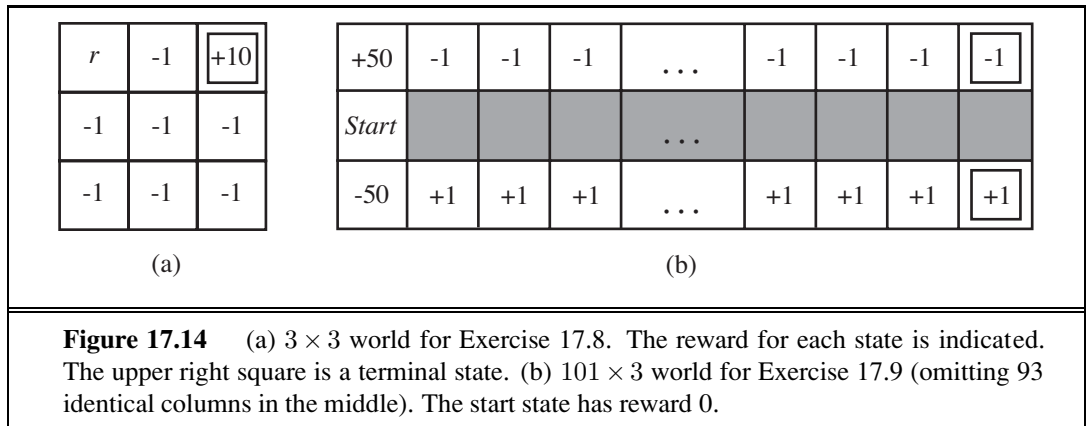 r -1 +10
-1 -1 -1
-1 -1 -1
(a)
+50 -1 -1 -1 ... -1 -1 -1 -1
Start ...
-50 +1 +1 +1 ... +1 +1 +1 +1
(b)
Figure 17.14 (a) 3 × 3 world for Exercise 17.8. The reward for each state is indicated.
The upper right square is a terminal state. (b) 101 × 3 world for Exercise 17.9 (omitting 93
identical columns in the middle). The start state has reward 0.